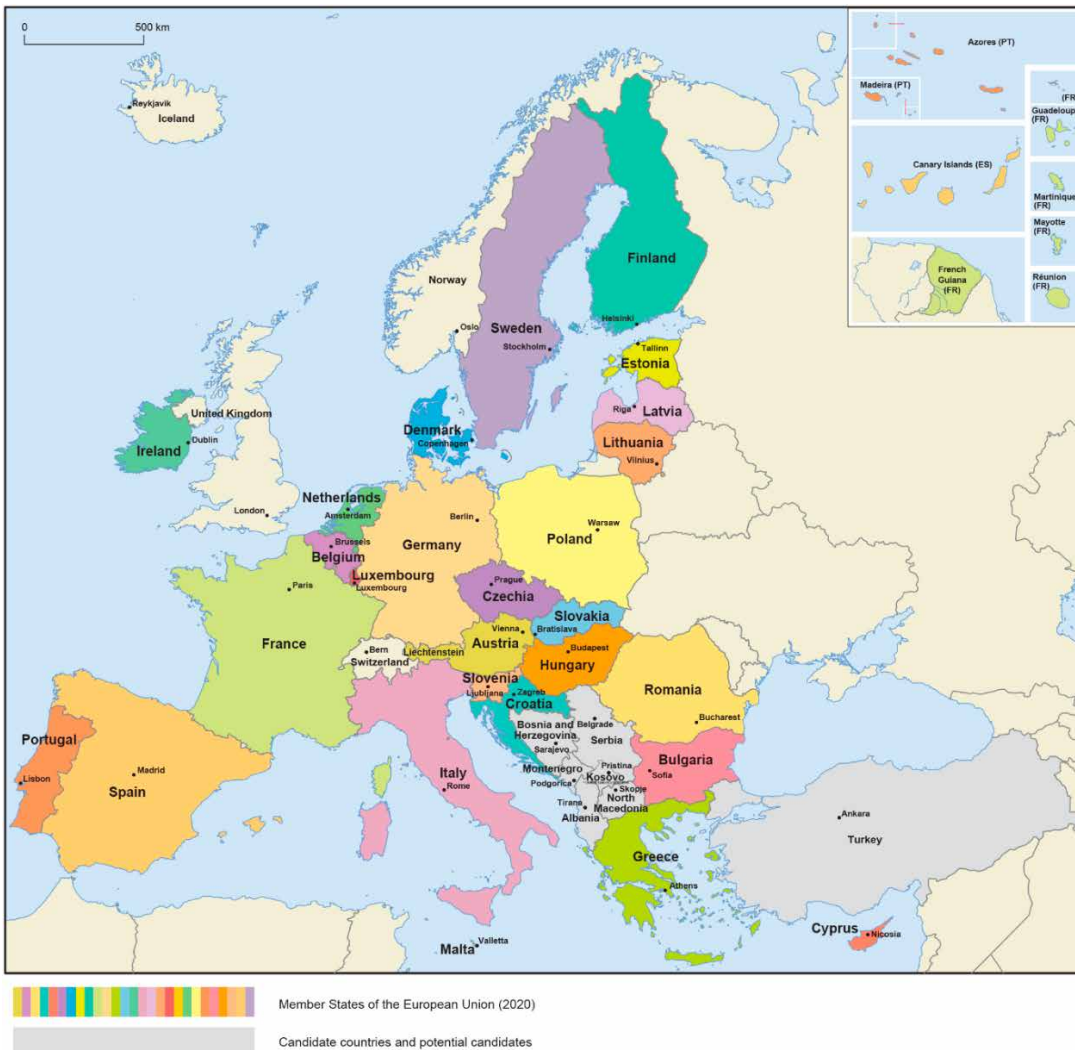 0 500 km
Azores (PT)
Madeira (PT)
(FR)
Guadeloupe
(FR)
Canary Islands (ES)
Martinique
(FR)
Mayotte
(FR)
French
Guiana
(FR)
Réunion
(FR)
Reykjavik
Iceland
Norway
Oslo
Sweden
Stockholm
Finland
Helsinki
Tallinn
Estonia
Riga
Latvia
Lithuania
Vilnius
United Kingdom
Dublin
Ireland
London
Denmark
Copenhagen
Netherlands
Amsterdam
Brussels
Belgium
Luxembourg
Luxembourg
Berlin
Germany
Warsaw
Poland
Prague
Czechia
Slovakia
Bratislava
Vienna
Austria
Budapest
Hungary
Paris
France
Bern
Switzerland
Liechtenstein
Slovenia
Ljubljana
Zagreb
Croatia
Romania
Bucharest
Bosnia and
Herzegovina
Sarajevo
Belgrade
Serbia
Montenegro
Podgorica
Pristina
Kosovo
Skopje
North
Macedonia
Tirana
Albania
Bulgaria
Sofia
Portugal
Lisbon
Madrid
Spain
Italy
Rome
Greece
Athens
Ankara
Turkey
Malta
Valletta
Cyprus
Nicosia
Member States of the European Union (2020)
Candidate countries and potential candidates